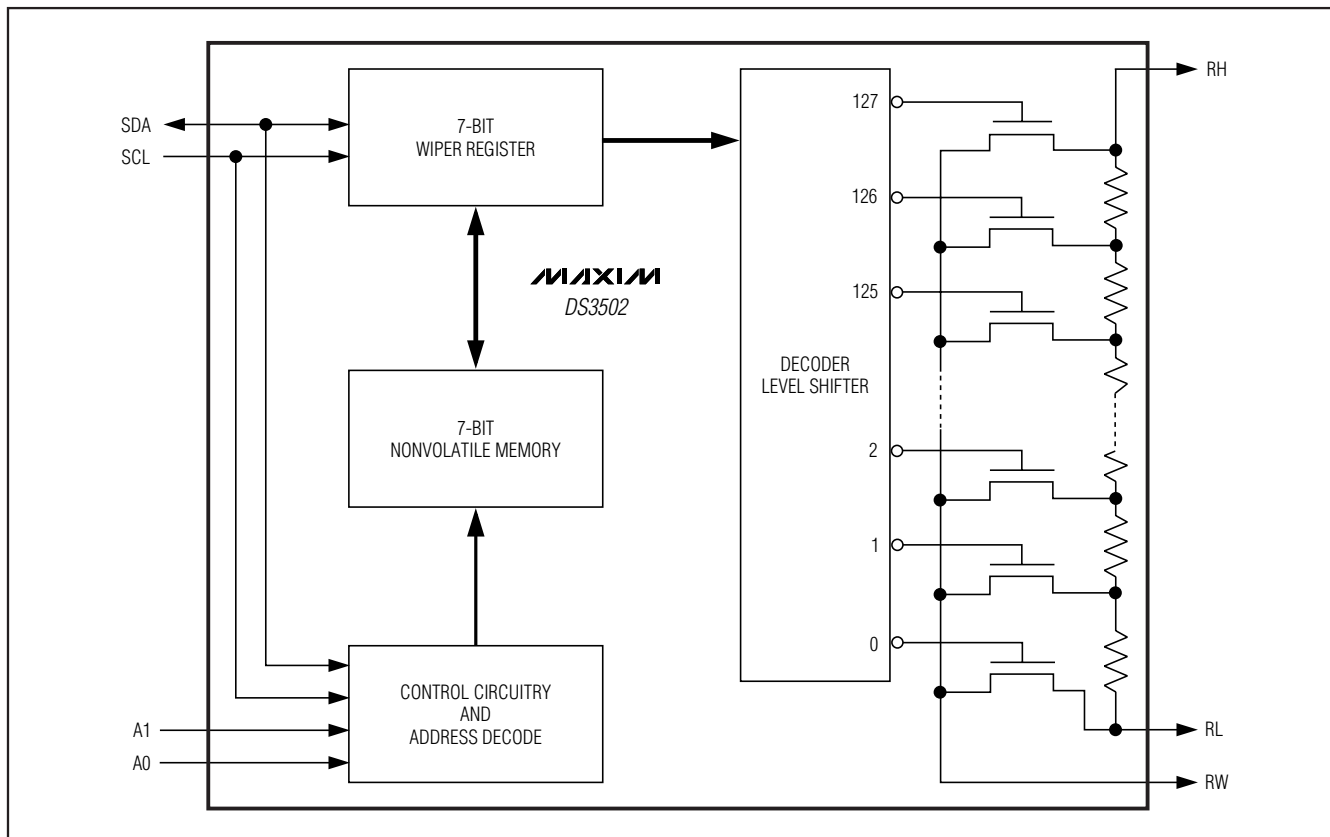 SDA
SCL
7-BIT
WIPER REGISTER
MAXIM
DS3502
7-BIT
NONVOLATILE MEMORY
CONTROL CIRCUITRY
AND
ADDRESS DECODE
A1
A0
DECODER
LEVEL SHIFTER
127
126
125
2
1
0
RH
RL
RW